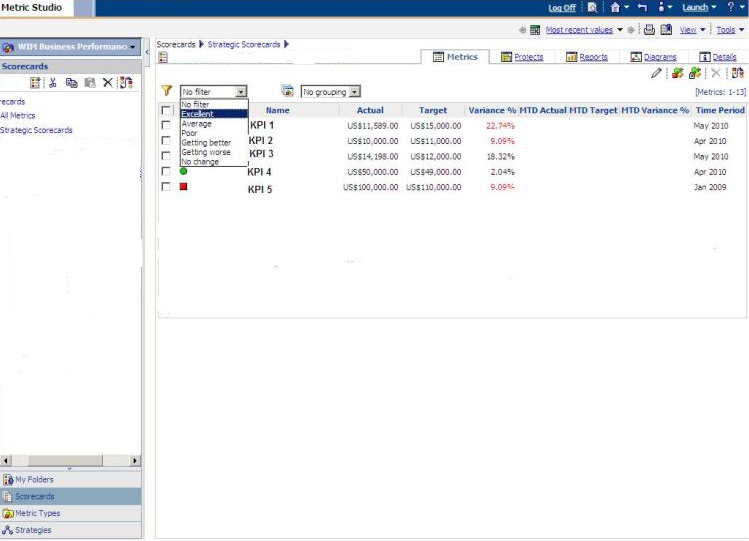 Metric Studio
Log Off Launch ?
Most recent values View Tools
WIM Business Performance
Scorecards
ecards
All Metrics
Strategic Scorecards
Scorecards Strategic Scorecards
Metrics Projects Reports Diagrams Details
[Metrics: 1-13]
No filter No grouping
No filter
Excellent
Average
Poor
Getting better
Getting worse
No change
Name Actual Target Variance % MTD Actual MTD Target MTD Variance % Time Period
KPI 1 US$11,589.00 US$15,000.00 22.74% May 2010
KPI 2 US$10,000.00 US$11,000.00 9.09% Apr 2010
KPI 3 US$14,198.00 US$12,000.00 18.32% May 2010
KPI 4 US$50,000.00 US$49,000.00 2.04% Apr 2010
KPI 5 US$100,000.00 US$110,000.00 9.09% Jan 2009
My Folders
Scorecards
Metric Types
Strategies